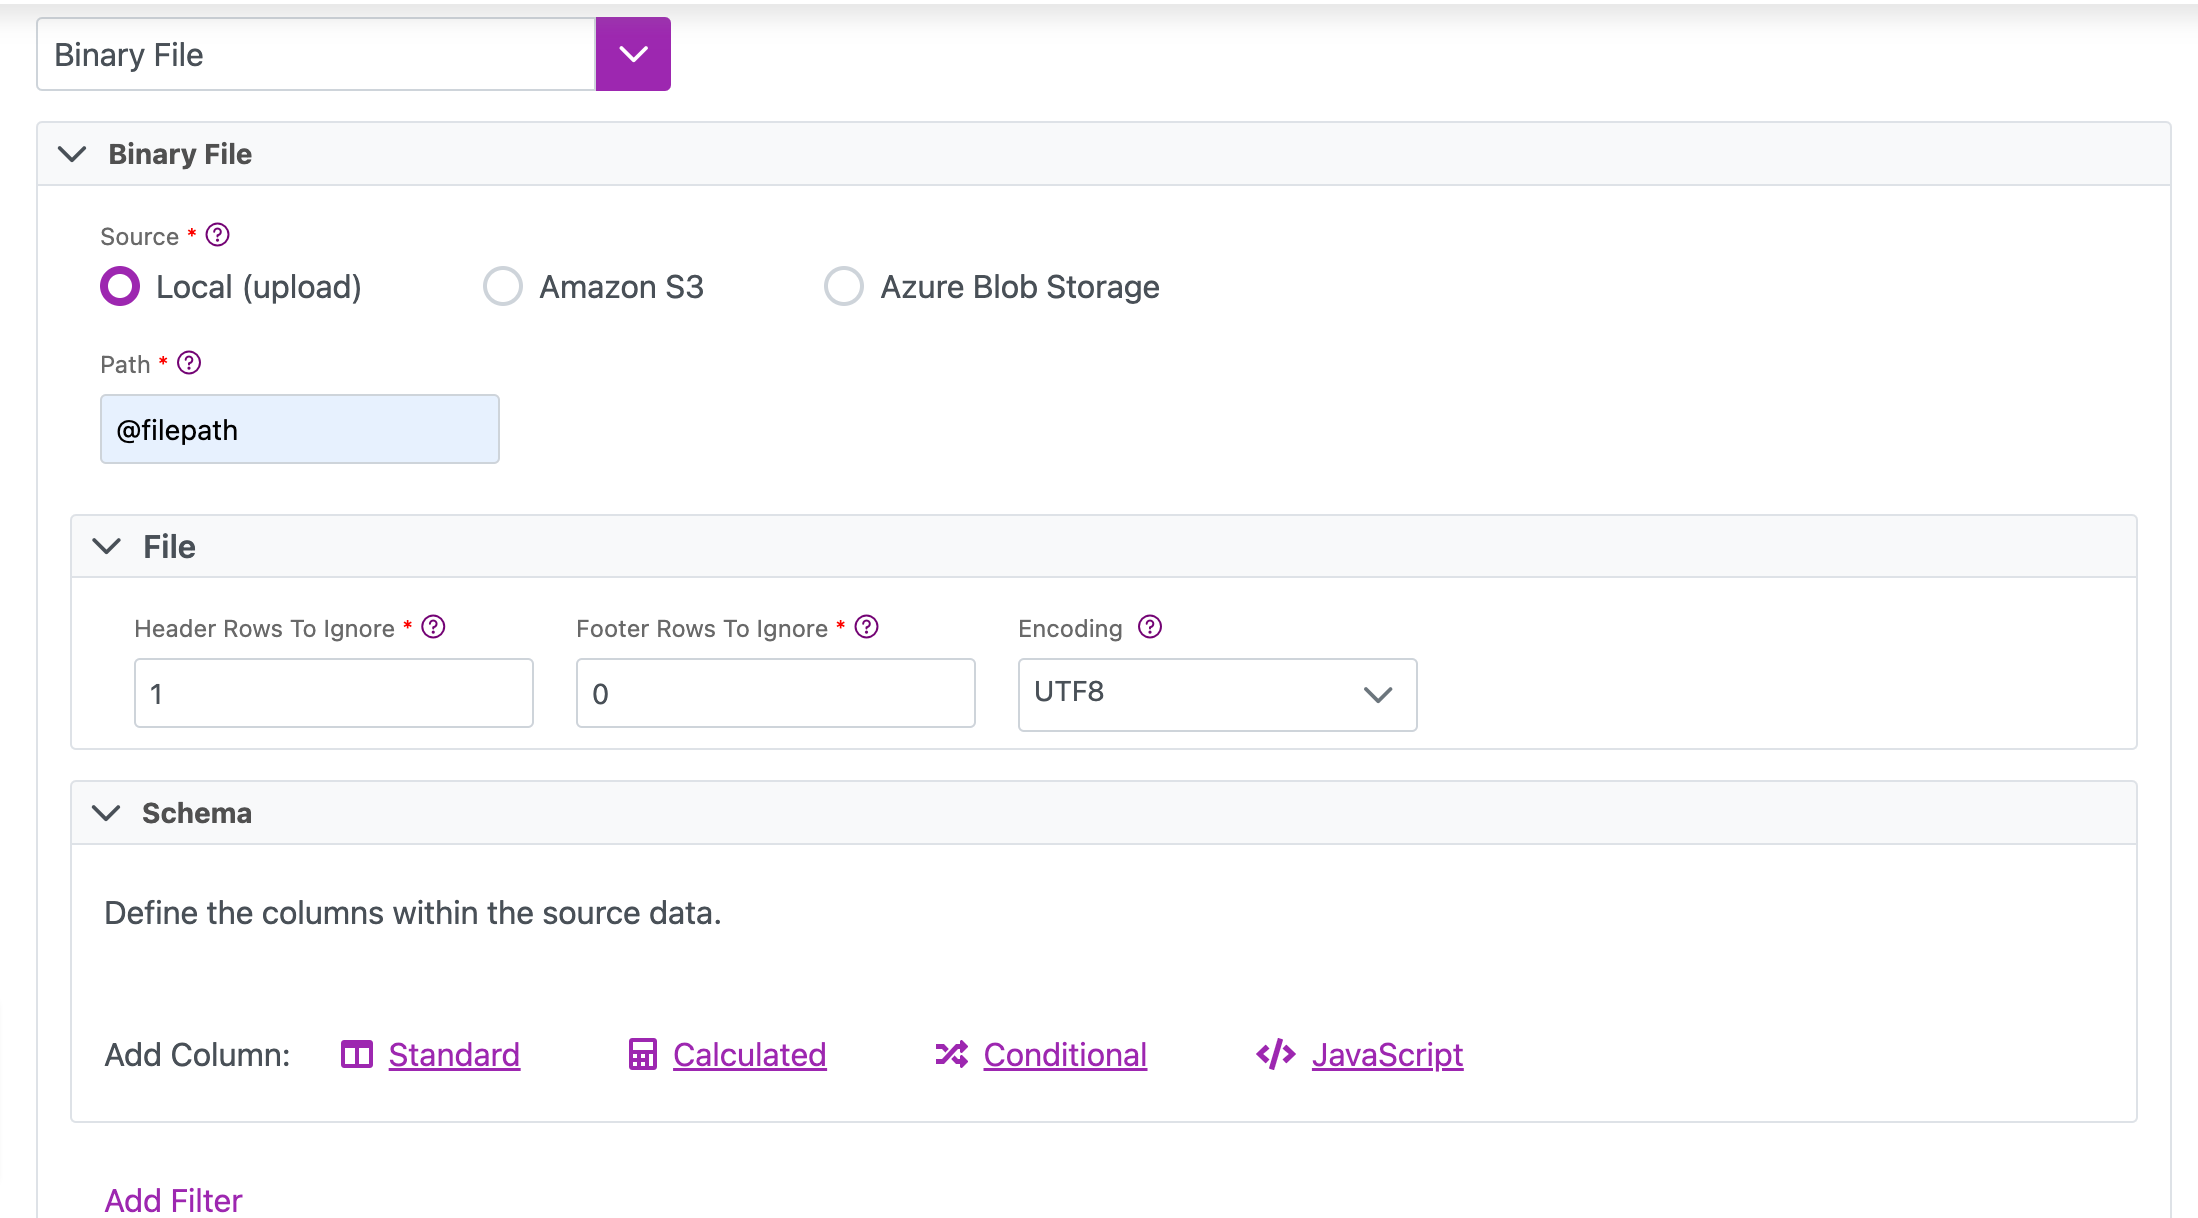 Binary File
Binary File
Source *
Local (upload) Amazon S3 Azure Blob Storage
Path *
@filepath
File
Header Rows To Ignore * Footer Rows To Ignore * Encoding
1 0 UTF8
Schema
Define the columns within the source data.
Add Column: Standard Calculated Conditional JavaScript
Add Filter